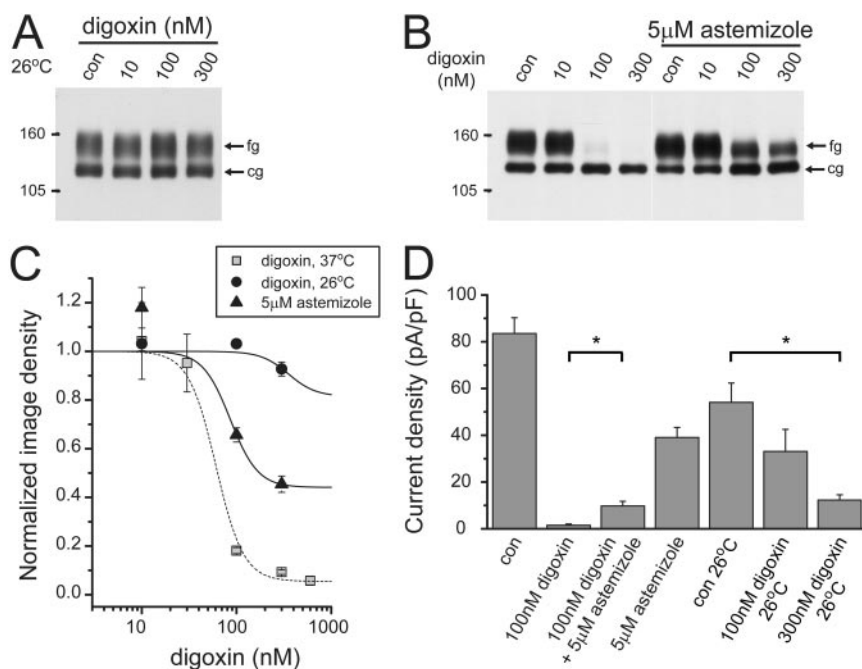 A
digoxin (nM)
26°C
con 10 100 300
160
fg
cg
105
B
5μM astemizole
digoxin
(nM)
con 10 100 300 con 10 100 300
160
fg
cg
105
C
digoxin, 37°C
digoxin, 26°C
5μM astemizole
Normalized image density
1.2
1.0
0.8
0.6
0.4
0.2
0.0
10 100 1000
digoxin (nM)
D
Current density (pA/pF)
100
80
60
40
20
0
* *
con
100nM digoxin
100nM digoxin
+ 5μM astemizole
5μM astemizole
con 26°C
100nM digoxin
26°C
300nM digoxin
26°C